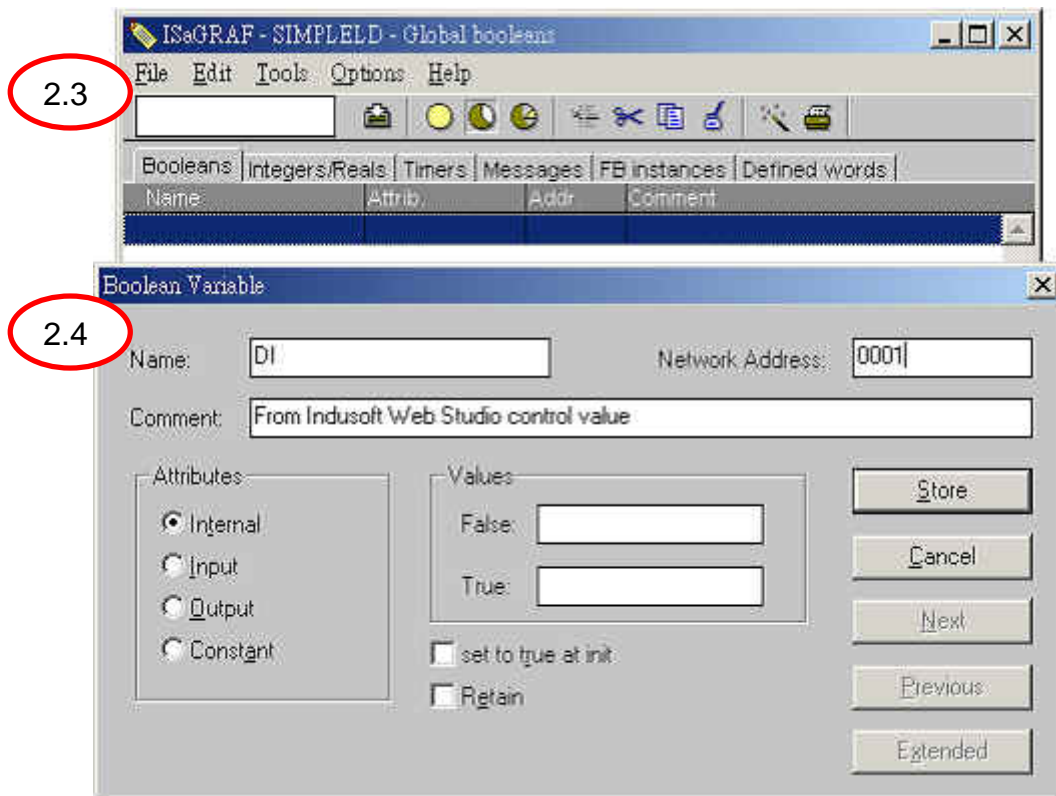 ISaGRAF - SIMPLELD - Global booleans
File Edit Tools Options Help
2.3
Booleans Integers/Reals Timers Messages FB instances Defined words
Name Attrib. Addr. Comment
Boolean Variable
2.4
Name: DI Network Address: 0001
Comment: From Indusoft Web Studio control value
Attributes
Internal
Input
Output
Constant
Values
False:
True:
set to true at init
Retain
Store
Cancel
Next
Previous
Extended